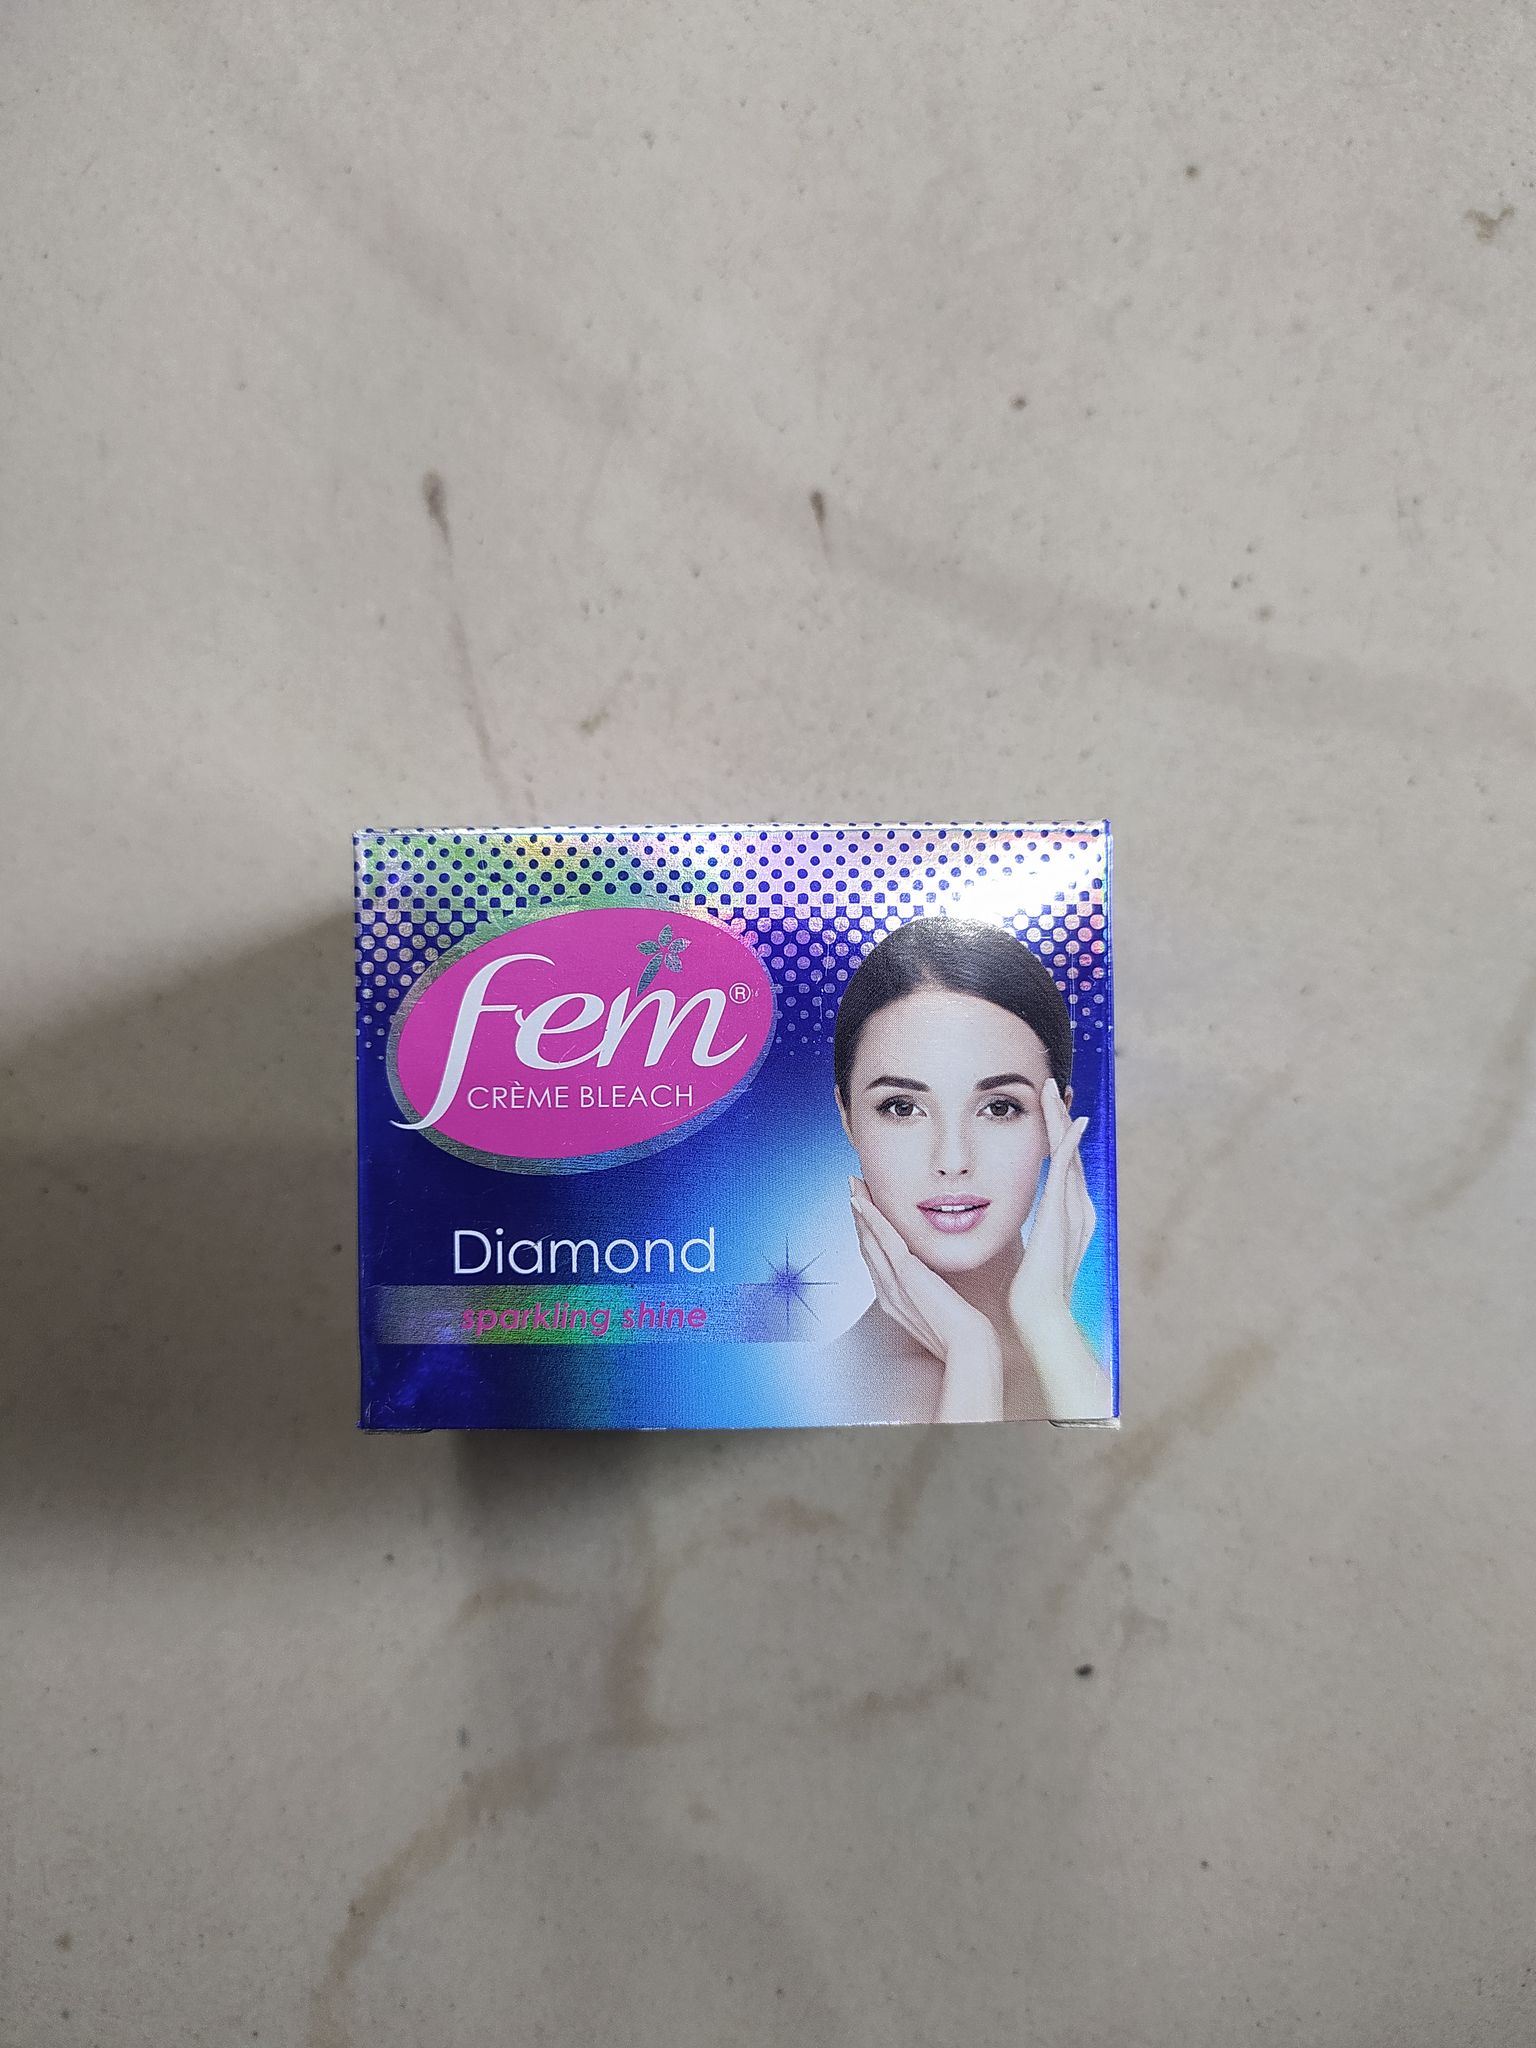 fem®
CRÈME BLEACH
Diamond
sparkling shine